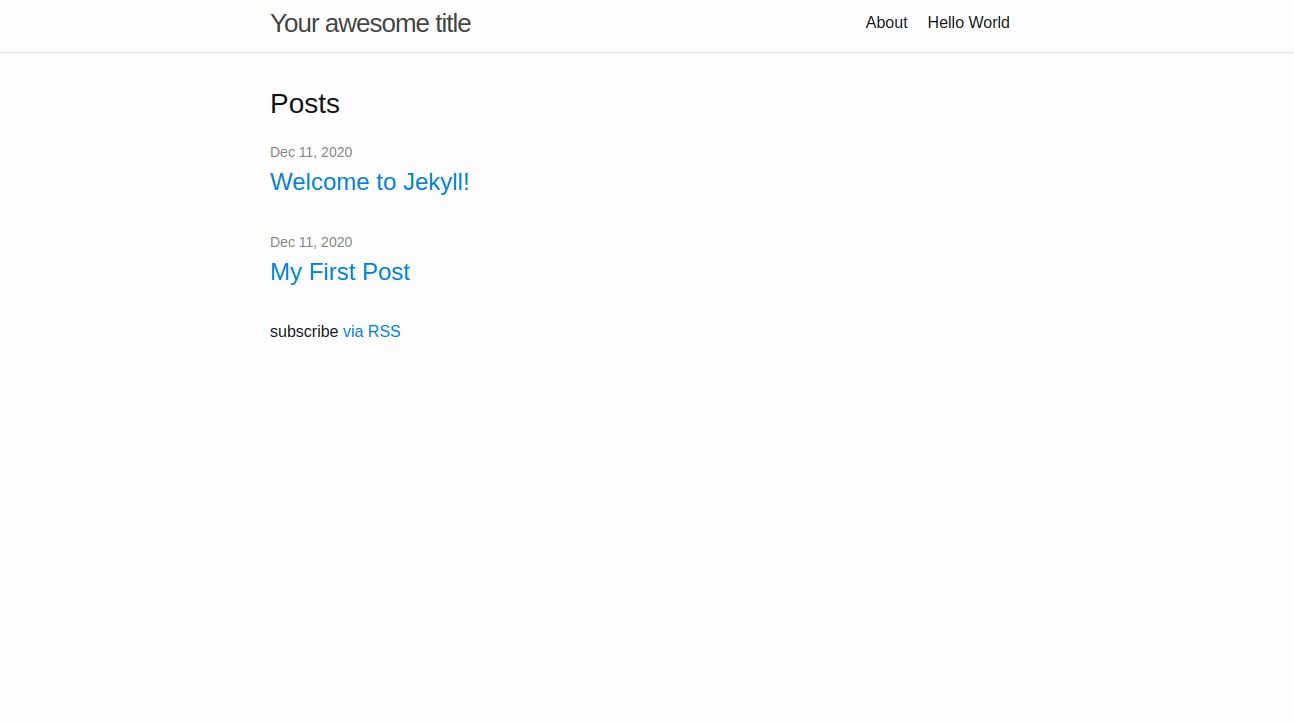 Your awesome title
About Hello World
Posts
Dec 11, 2020
Welcome to Jekyll!
Dec 11, 2020
My First Post
subscribe via RSS